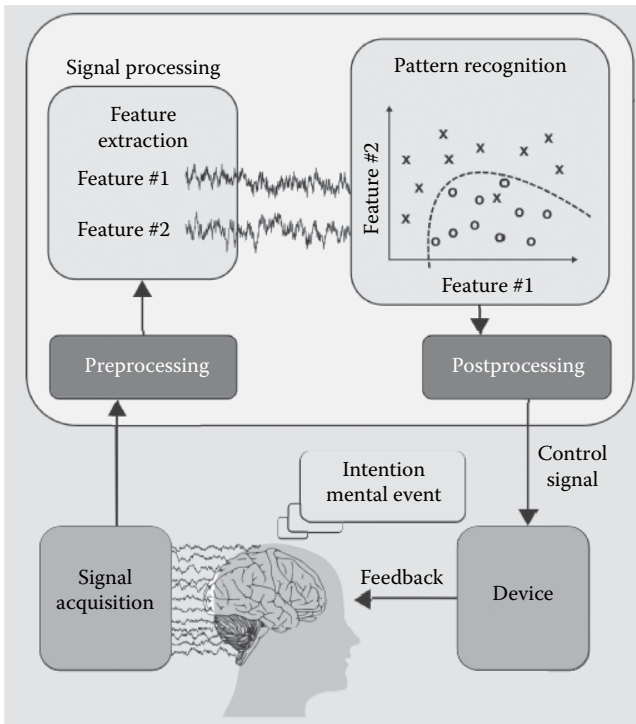 Signal processing
Feature
extraction
Feature #1
Feature #2
Pattern recognition
Feature #2
x x x x x x x x x x
o o o o o o o o o o
Feature #1
Preprocessing
Postprocessing
Control
signal
Intention
mental event
Signal
acquisition
Feedback
Device